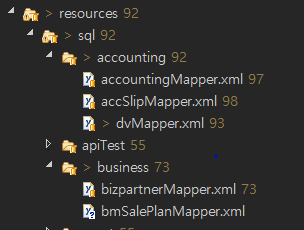 > resources 92
> sql 92
> accounting 92
accountingMapper.xml 97
accSlipMapper.xml 98
> dvMapper.xml 93
apiTest 55
> business 73
bizpartnerMapper.xml 73
bmSalePlanMapper.xml